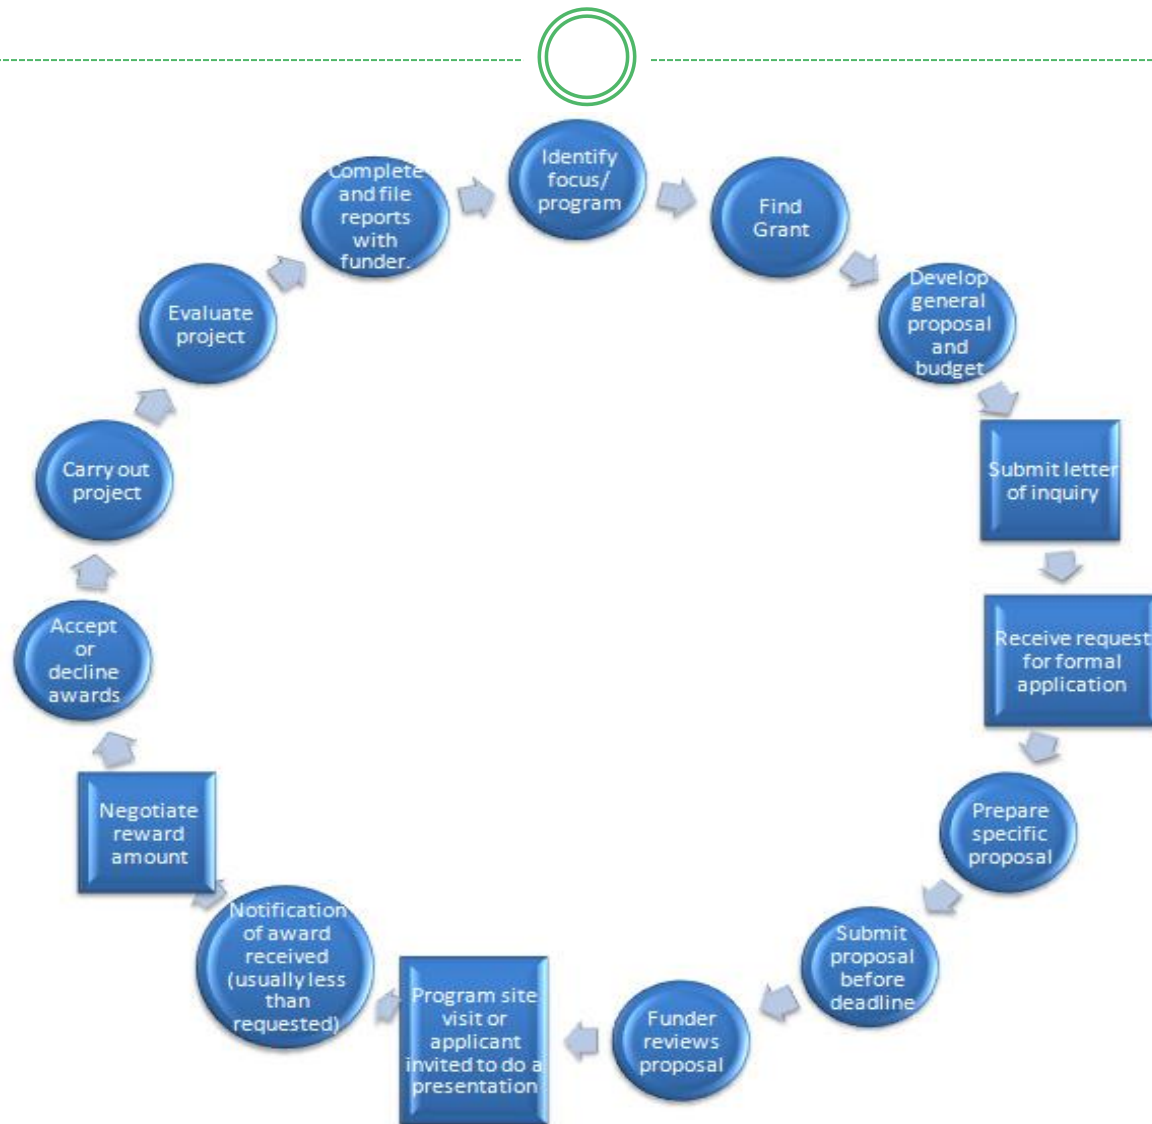 Identify
focus/
program
Find
Grant
Develop
general
proposal
and
budget
Submit letter
of inquiry
Receive request
for formal
application
Prepare
specific
proposal
Submit
proposal
before
deadline
Funder
reviews
proposal
Program site
visit or
applicant
invited to do a
presentation
Notification
of award
received
(usually less
than
requested)
Negotiate
reward
amount
Accept
or
decline
awards
Carry out
project
Evaluate
project
Complete
and file
reports
with
funder.